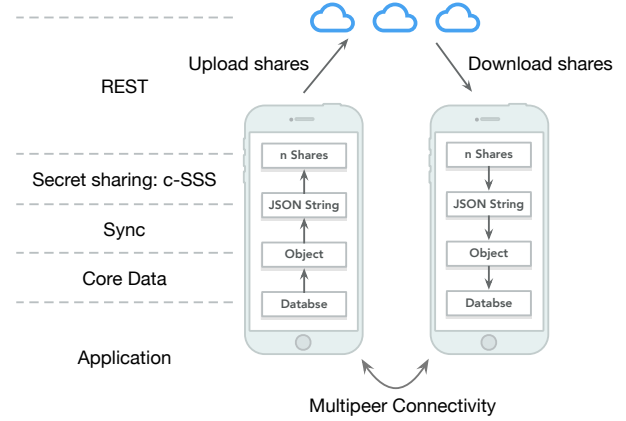 Upload shares
Download shares
REST
n Shares
n Shares
Secret sharing: c-SSS
JSON String
JSON String
Sync
Object
Object
Core Data
Databse
Databse
Application
Multipeer Connectivity